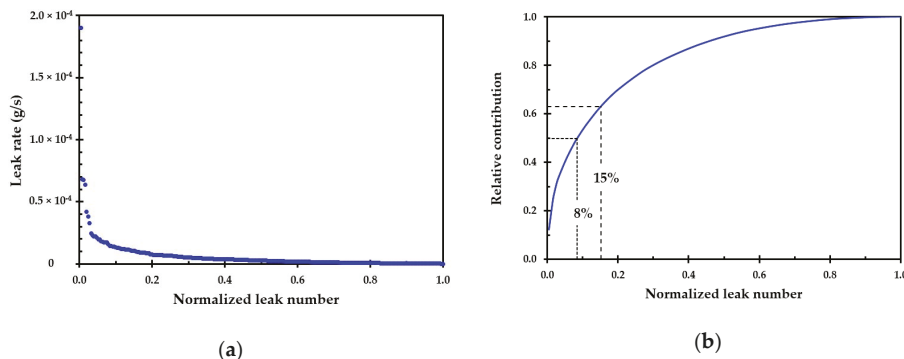 2.0 × 10⁻⁴
1.5 × 10⁻⁴
1.0 × 10⁻⁴
0.5 × 10⁻⁴
0
Leak rate (g/s)
0.0 0.2 0.4 0.6 0.8 1.0
Normalized leak number
(a)
1.0
0.8
0.6
0.4
0.2
0.0
Relative contribution
15%
8%
0.0 0.2 0.4 0.6 0.8 1.0
Normalized leak number
(b)